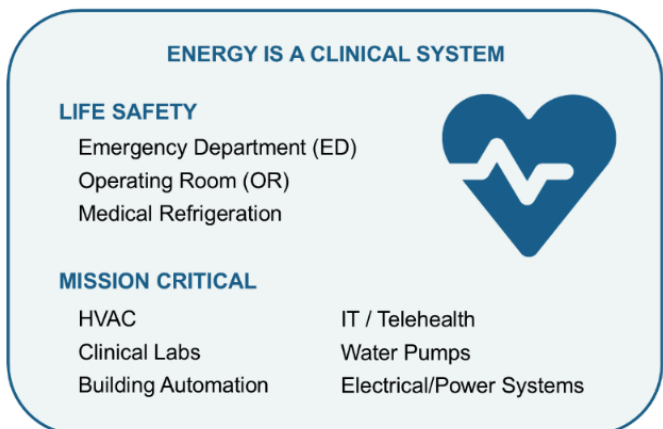 ENERGY IS A CLINICAL SYSTEM
LIFE SAFETY
Emergency Department (ED)
Operating Room (OR)
Medical Refrigeration
MISSION CRITICAL
HVAC
Clinical Labs
Building Automation
IT / Telehealth
Water Pumps
Electrical/Power Systems